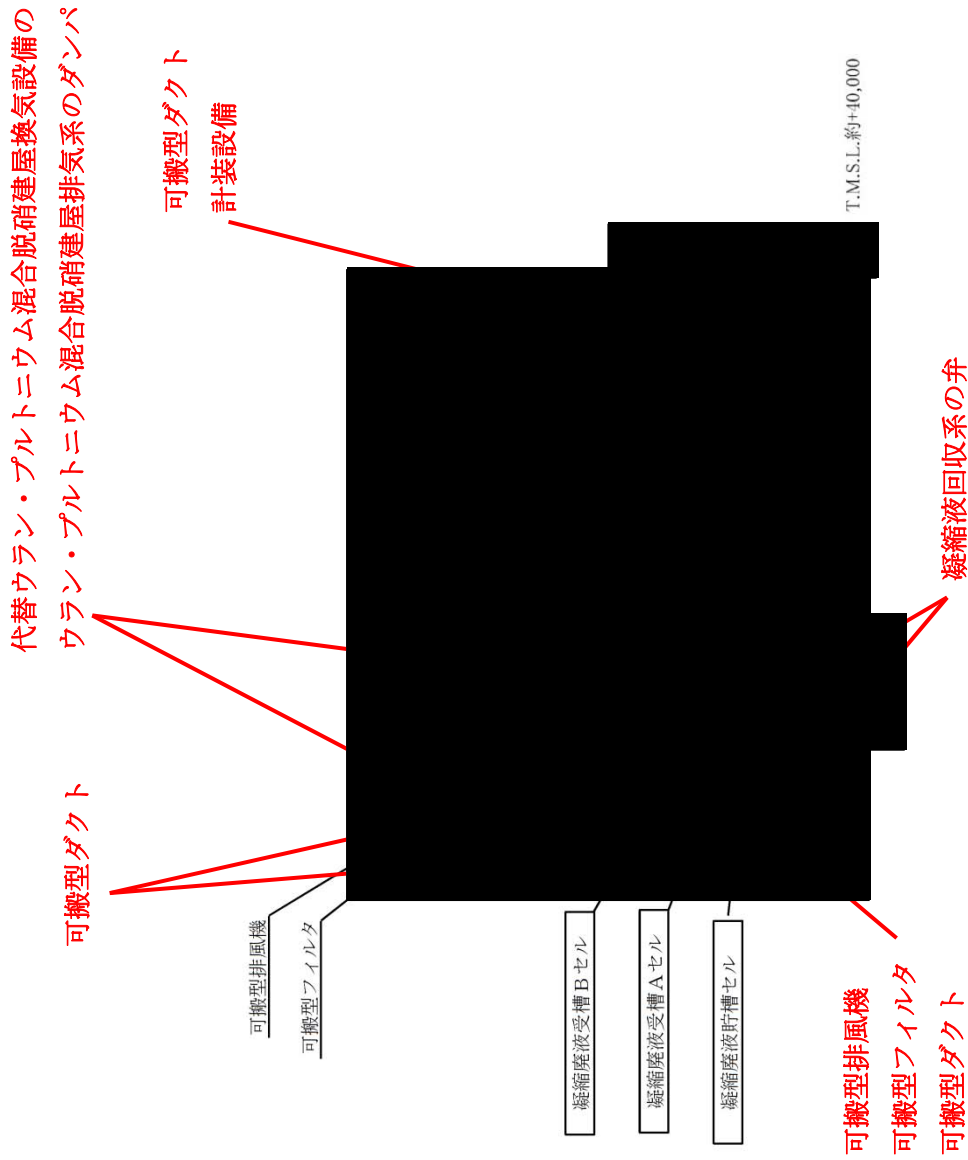 代替ウラン・プルトニウム混合脱硝建屋換気設備の
ウラン・プルトニウム混合脱硝建屋排気系のダンパ
可搬型ダクト
計装設備
可搬型ダクト
T.M.S.L.約+40,000
可搬型排風機
可搬型フィルタ
凝縮廃液受槽Bセル
凝縮廃液受槽Aセル
凝縮廃液貯槽セル
凝縮液回収系の弁
可搬型排風機
可搬型フィルタ
可搬型ダクト